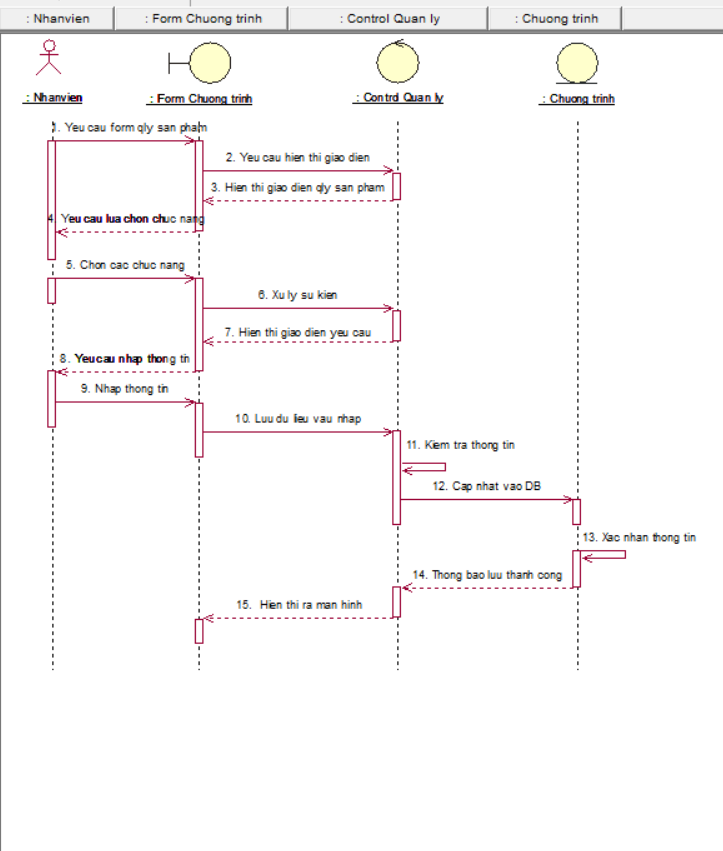 : Nhanvien
: Form Chuong trinh
: Control Quan ly
: Chuong trinh
: Nhanvien
: Form Chuong trinh
: Control Quan ly
: Chuong trinh
1. Yeu cau form qly san pham
2. Yeu cau hien thi giao dien
3. Hien thi giao dien qly san pham
4. Yeu cau lua chon chuc nang
5. Chon cac chuc nang
6. Xu ly su kien
7. Hien thi giao dien yeu cau
8. Yeu cau nhap thong tin
9. Nhap thong tin
10. Luu du lieu vau nhap
11. Kiem tra thong tin
12. Cap nhat vao DB
13. Xac nhan thong tin
14. Thong bao luu thanh cong
15. Hien thi ra man hinh